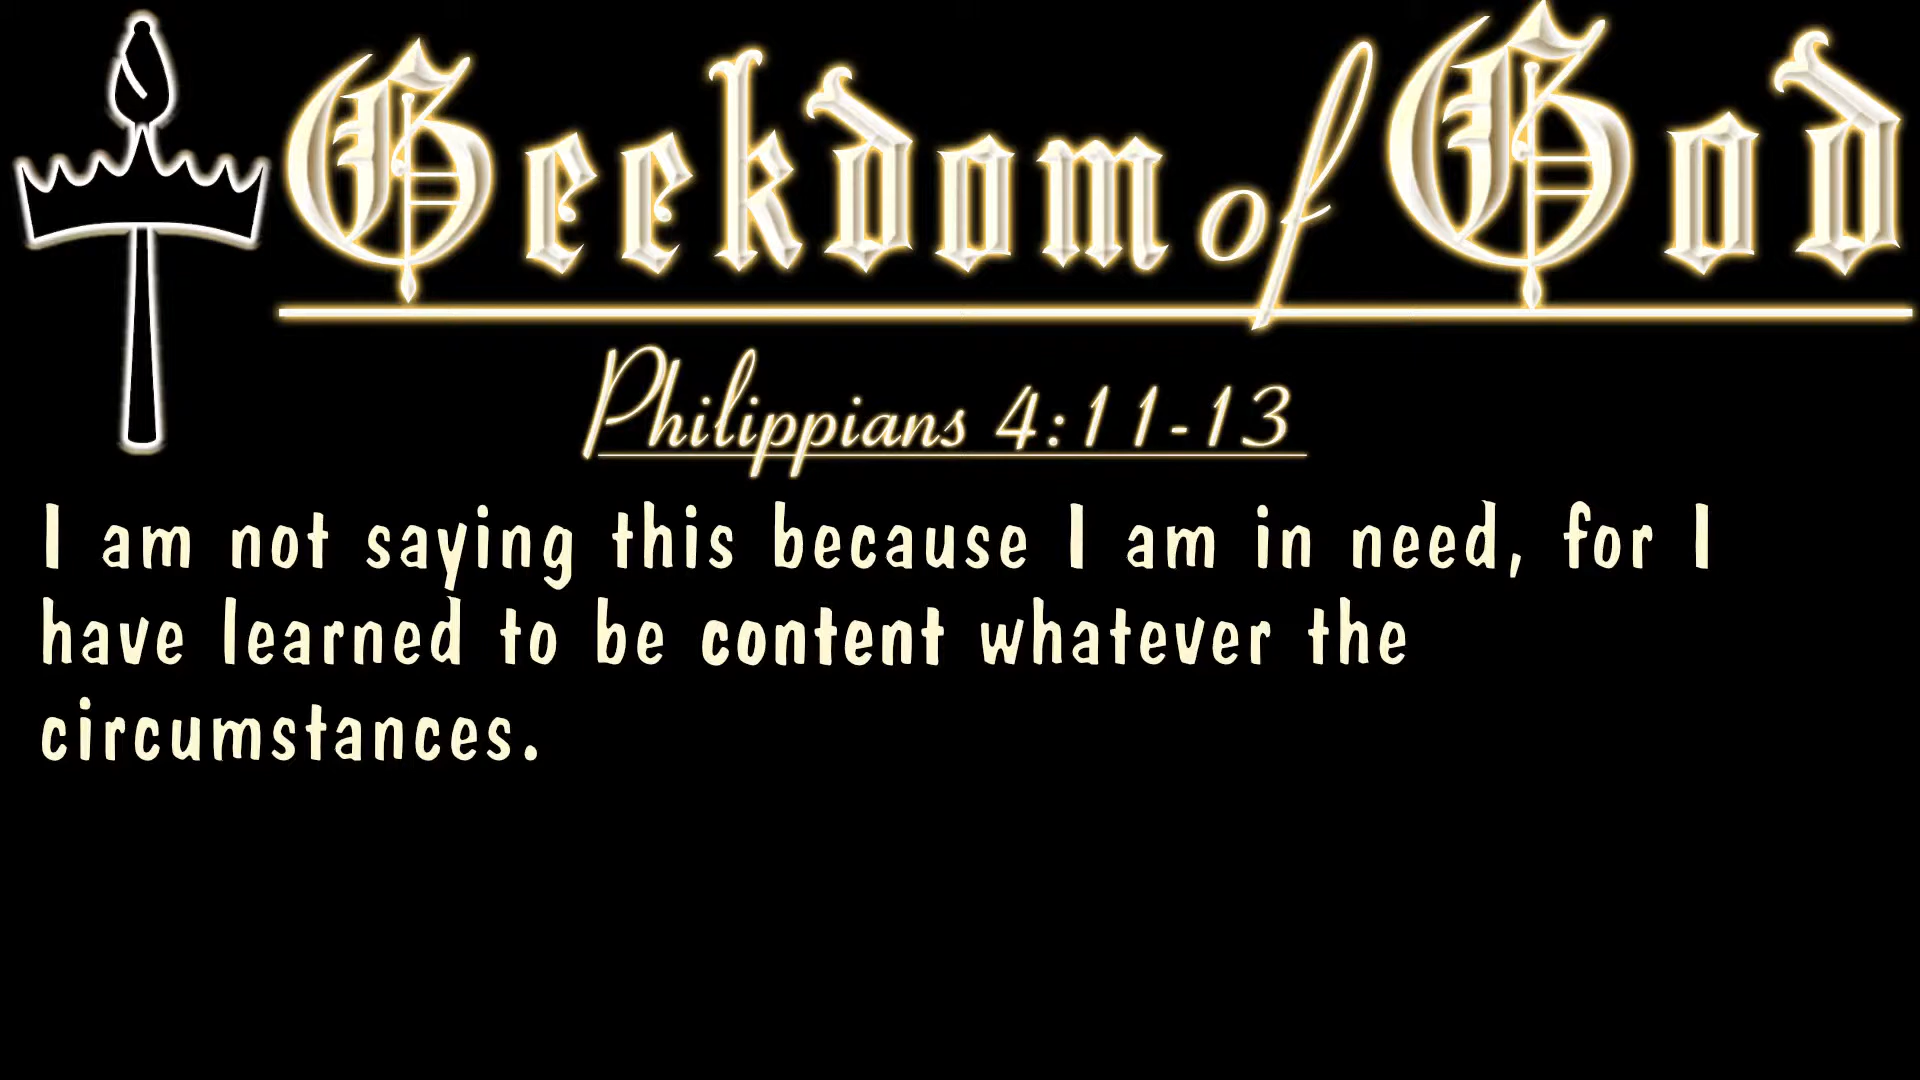 Geekdom of God
Philippians 4:11-13
I am not saying this because I am in need, for I
have learned to be content whatever the
circumstances.